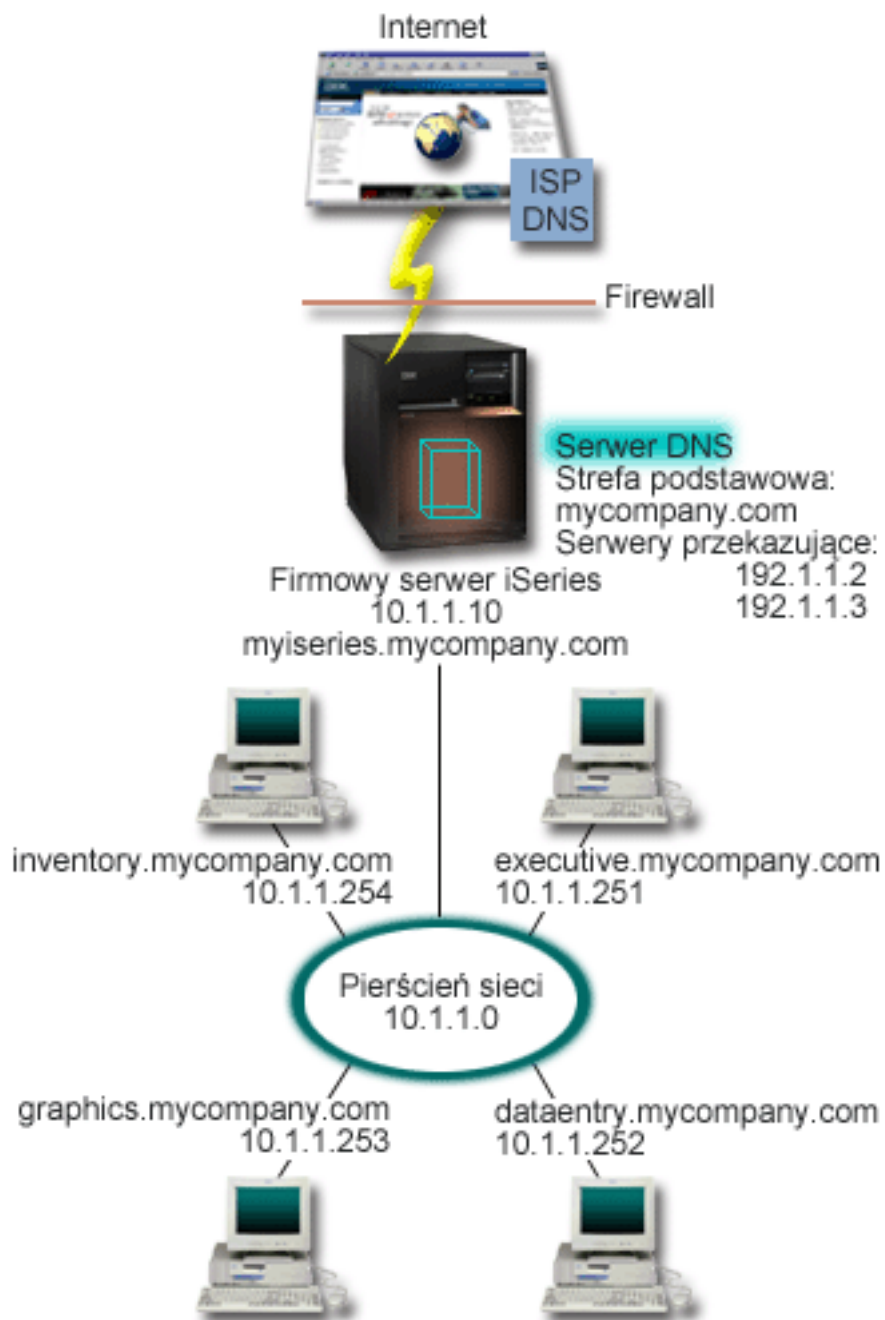 Internet
ISP
DNS
Firewall
IBM
Serwer DNS
Strefa podstawowa:
mycompany.com
Serwery przekazujące:
192.1.1.2
192.1.1.3
Firmowy serwer iSeries
10.1.1.10
myiseries.mycompany.com
inventory.mycompany.com
10.1.1.254
executive.mycompany.com
10.1.1.251
Pierścień sieci
10.1.1.0
graphics.mycompany.com
10.1.1.253
dataentry.mycompany.com
10.1.1.252